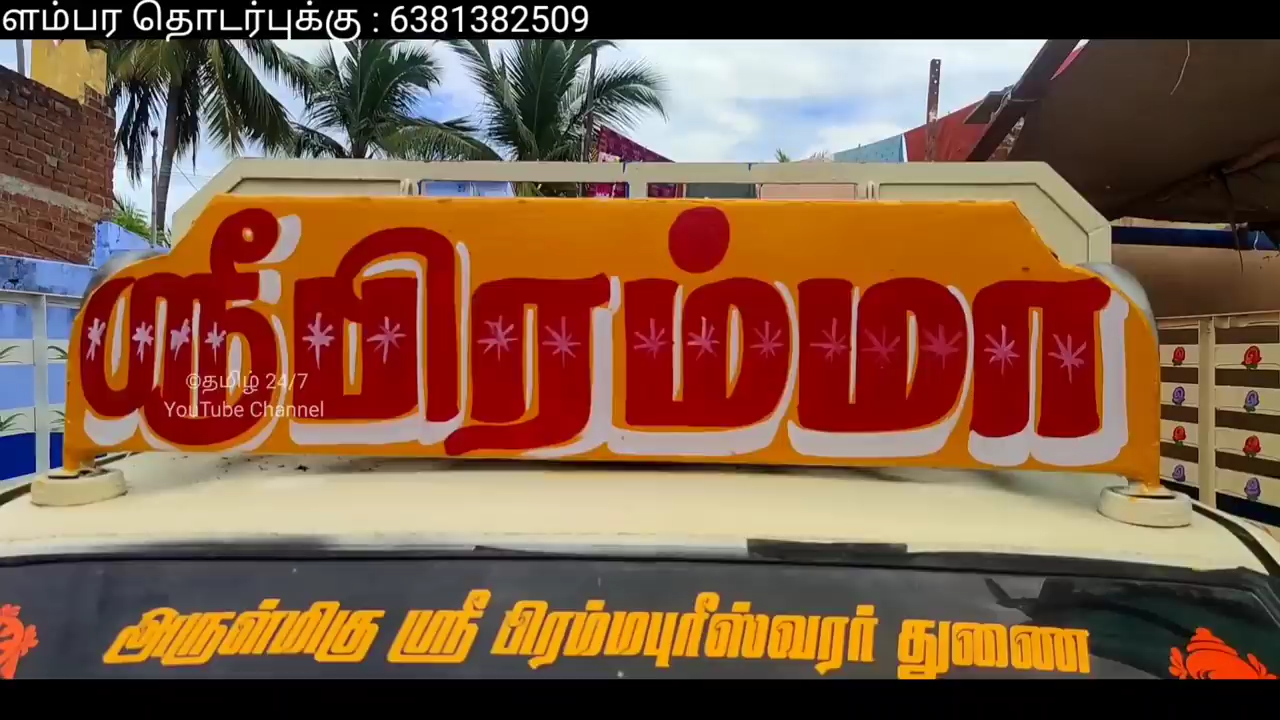 ளம்பர தொடர்புக்கு : 6381382509
ஸ்ரீபிரம்மா
©தமிழ் 24/7
YouTube Channel
அருள்மிகு ஸ்ரீ பிரம்மபுரீஸ்வரர் துணை